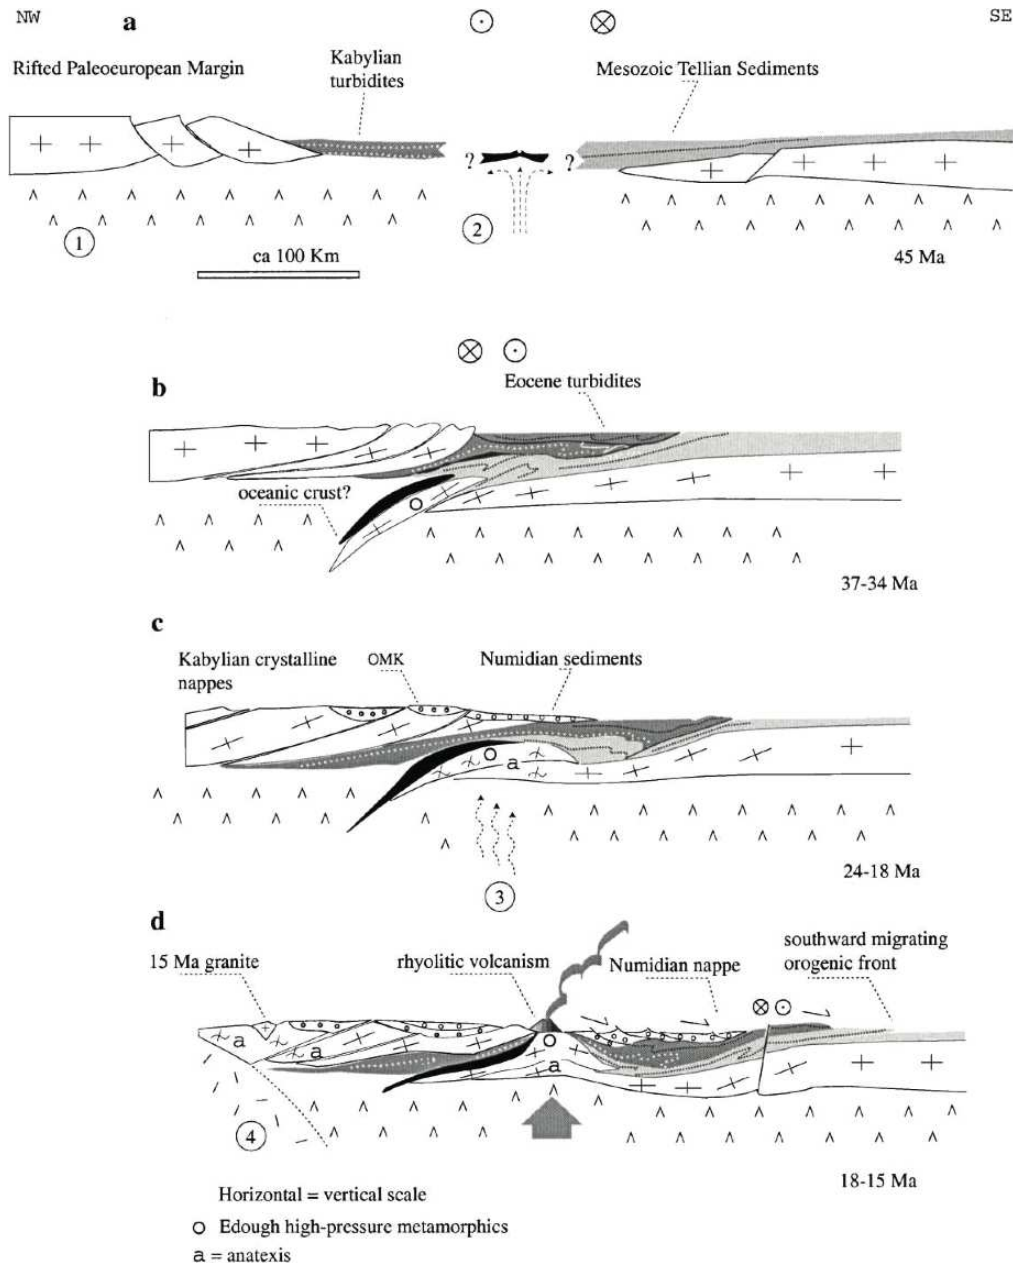 NW
a
SE
Rifted Paleoeuropean Margin
Kabylian
turbidites
Mesozoic Tellian Sediments
?
?
1
2
ca 100 Km
45 Ma
b
Eocene turbidites
oceanic crust?
37-34 Ma
c
Kabylian crystalline
nappes
OMK
Numidian sediments
a
24-18 Ma
3
d
15 Ma granite
rhyolitic volcanism
Numidian nappe
southward migrating
orogenic front
a
a
a
4
18-15 Ma
Horizontal = vertical scale
Edough high-pressure metamorphics
a = anatexis